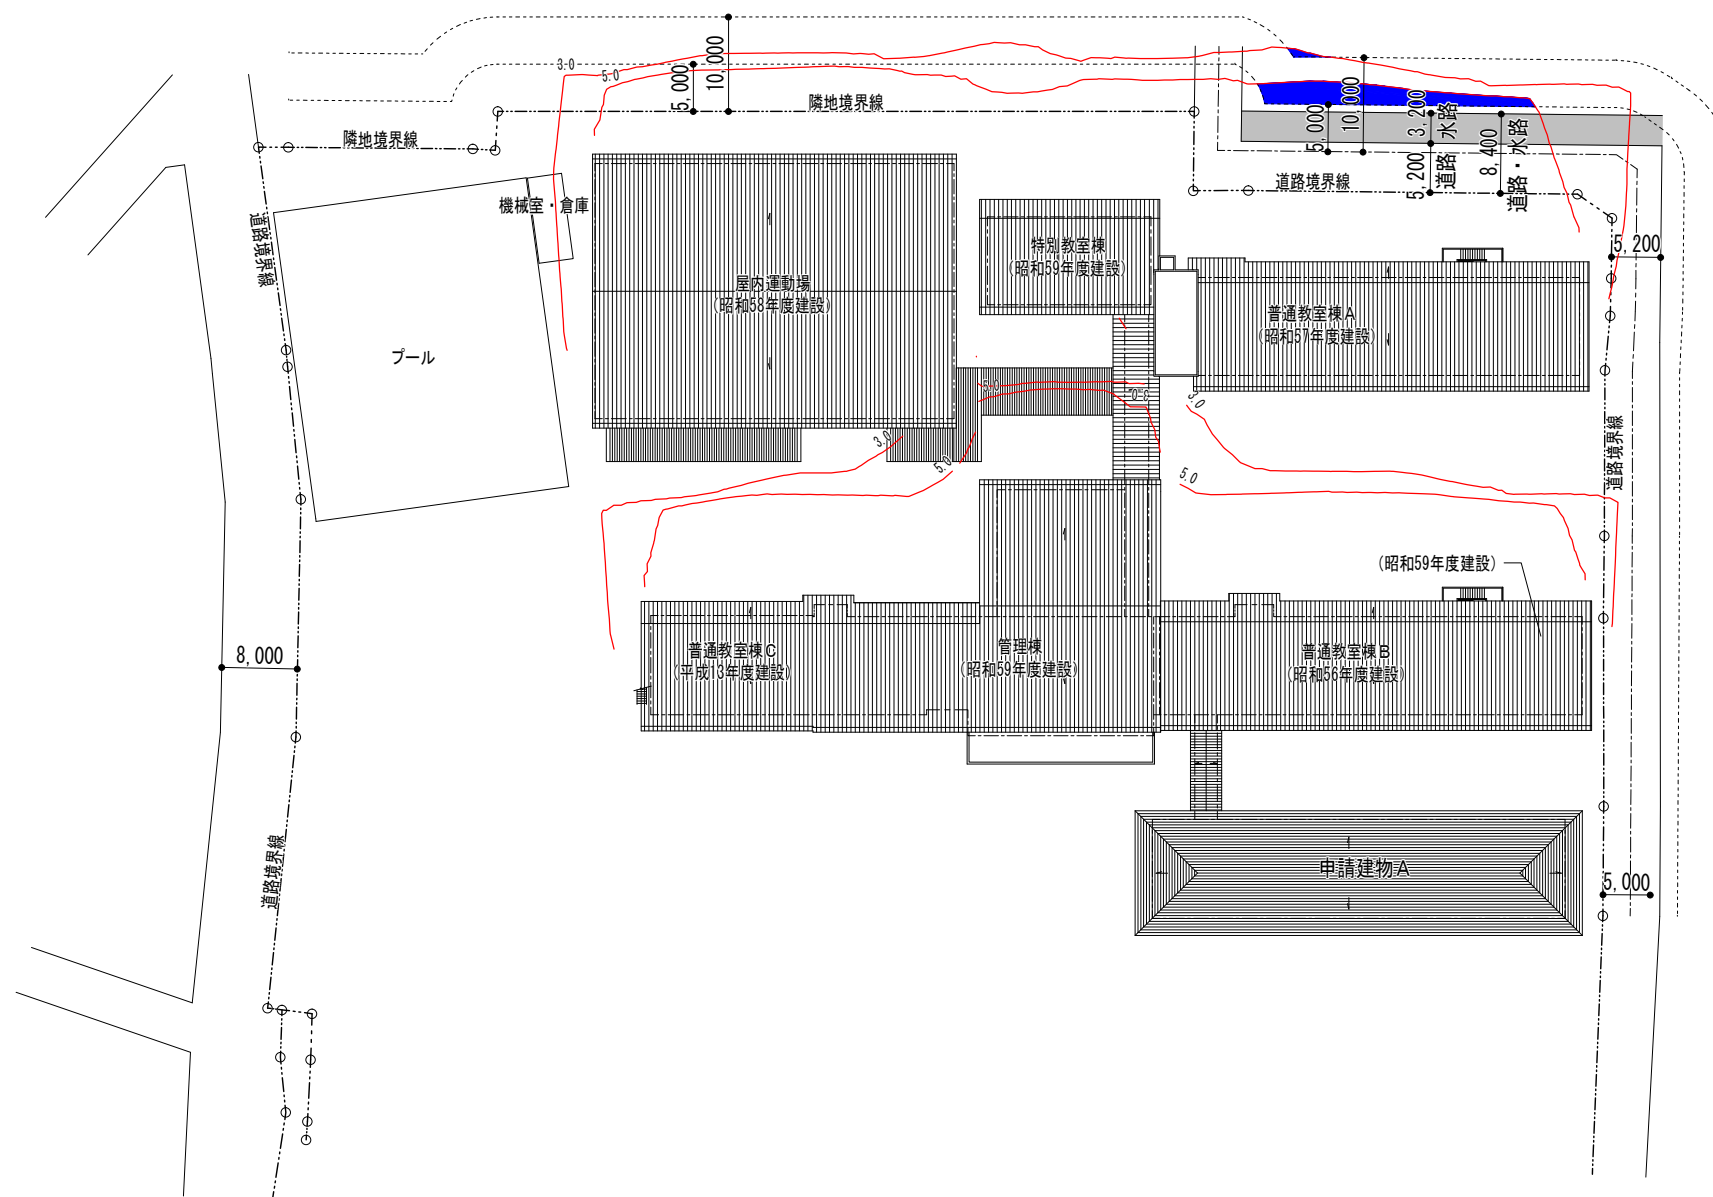 10,000
5,000
3.0
5.0
隣地境界線
隣地境界線
10,000
5,000
3,200
水路
5,200
道路
8,400
道路・水路
道路境界線
機械室・倉庫
道路境界線
特別教室棟
(昭和59年度建設)
屋内運動場
(昭和58年度建設)
普通教室棟A
(昭和57年度建設)
5,200
プール
5.0
3.0
3.0
3.0
5.0
5.0
道路境界線
(昭和59年度建設)
普通教室棟C
(平成13年度建設)
管理棟
(昭和59年度建設)
普通教室棟B
(昭和56年度建設)
8,000
道路境界線
申請建物A
5,000